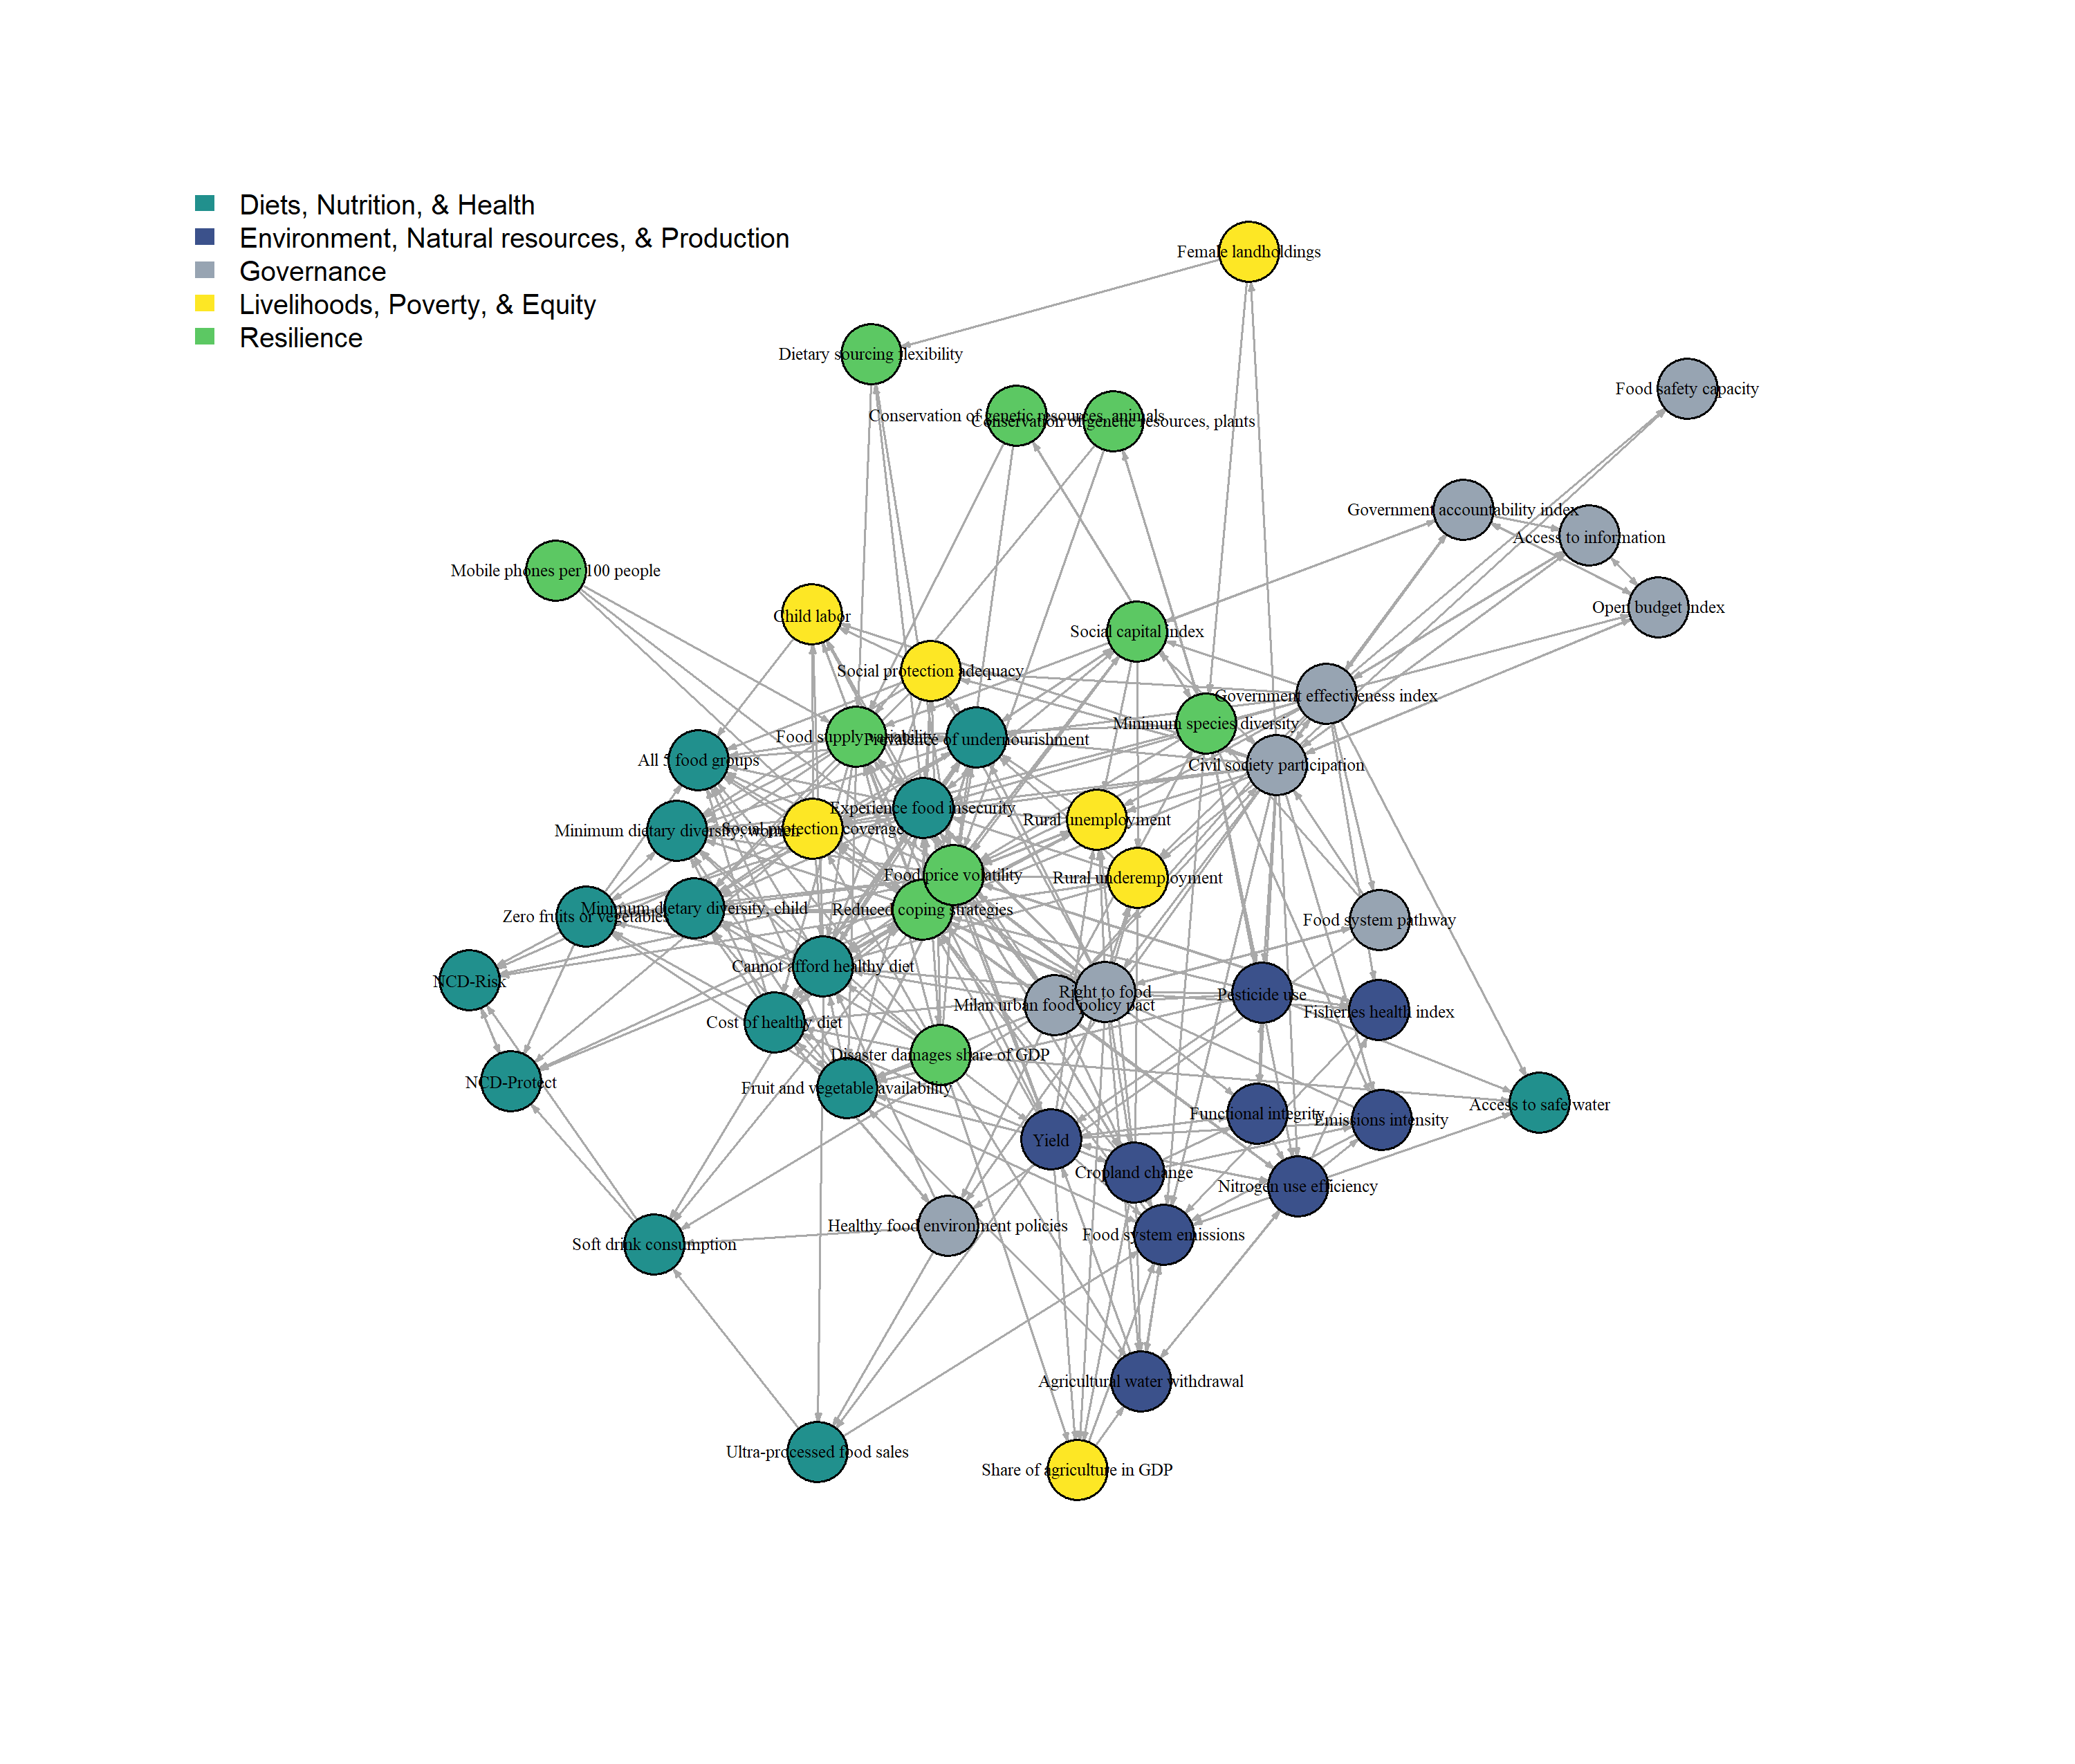 Diets, Nutrition, & Health
Environment, Natural resources, & Production
Governance
Livelihoods, Poverty, & Equity
Resilience
Female landholdings
Dietary sourcing flexibility
Food safety capacity
Conservation of genetic resources, animals
Conservation of genetic resources, plants
Government accountability index
Access to information
Mobile phones per 100 people
Open budget index
Child labor
Social capital index
Social protection adequacy
Government effectiveness index
Minimum species diversity
Food supply variability
Prevalence of undernourishment
All 5 food groups
Civil society participation
Experience food insecurity
Rural unemployment
Minimum dietary diversity, women
Social protection coverage
Food price volatility
Rural underemployment
Minimum dietary diversity, child
Reduced coping strategies
Zero fruits or vegetables
Food system pathway
Cannot afford healthy diet
NCD-Risk
Right to food
Pesticide use
Milan urban food policy pact
Fisheries health index
Cost of healthy diet
Disaster damages share of GDP
NCD-Protect
Fruit and vegetable availability
Access to safe water
Functional integrity
Emissions intensity
Yield
Cropland change
Nitrogen use efficiency
Healthy food environment policies
Food system emissions
Soft drink consumption
Agricultural water withdrawal
Ultra-processed food sales
Share of agriculture in GDP